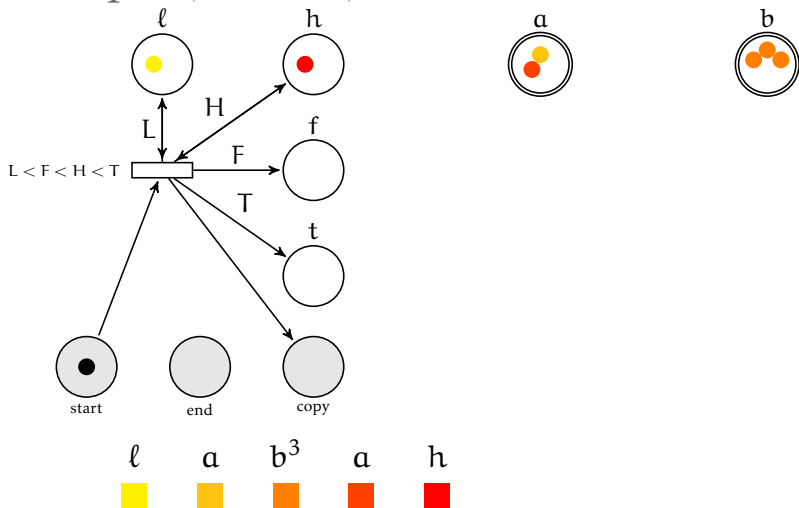 ℓ h a b
H
L
f
F
L < F < H < T
T
t
start end copy
ℓ a b³ a h